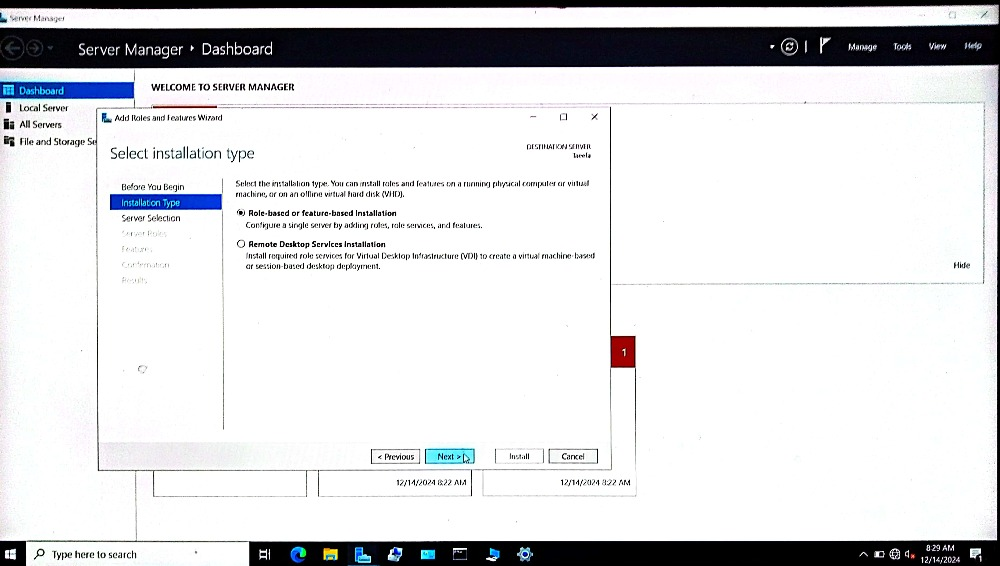 Server Manager
Server Manager • Dashboard
Manage Tools View Help
Dashboard
Local Server
All Servers
File and Storage Se
WELCOME TO SERVER MANAGER
Add Roles and Features Wizard
Select installation type
DESTINATION SERVER
Before You Begin
Installation Type
Server Selection
Server Roles
Features
Confirmation
Results
Select the installation type. You can install roles and features on a running physical computer or virtual
machine, or on an offline virtual hard disk (VHD).
Role-based or feature-based installation
Configure a single server by adding roles, role services, and features.
Remote Desktop Services installation
Install required role services for Virtual Desktop Infrastructure (VDI) to create a virtual machine-based
or session-based desktop deployment.
Hide
1
< Previous
Next >
Install
Cancel
12/14/2024 8:22 AM
12/14/2024 8:22 AM
Type here to search
8:29 AM
12/14/2024